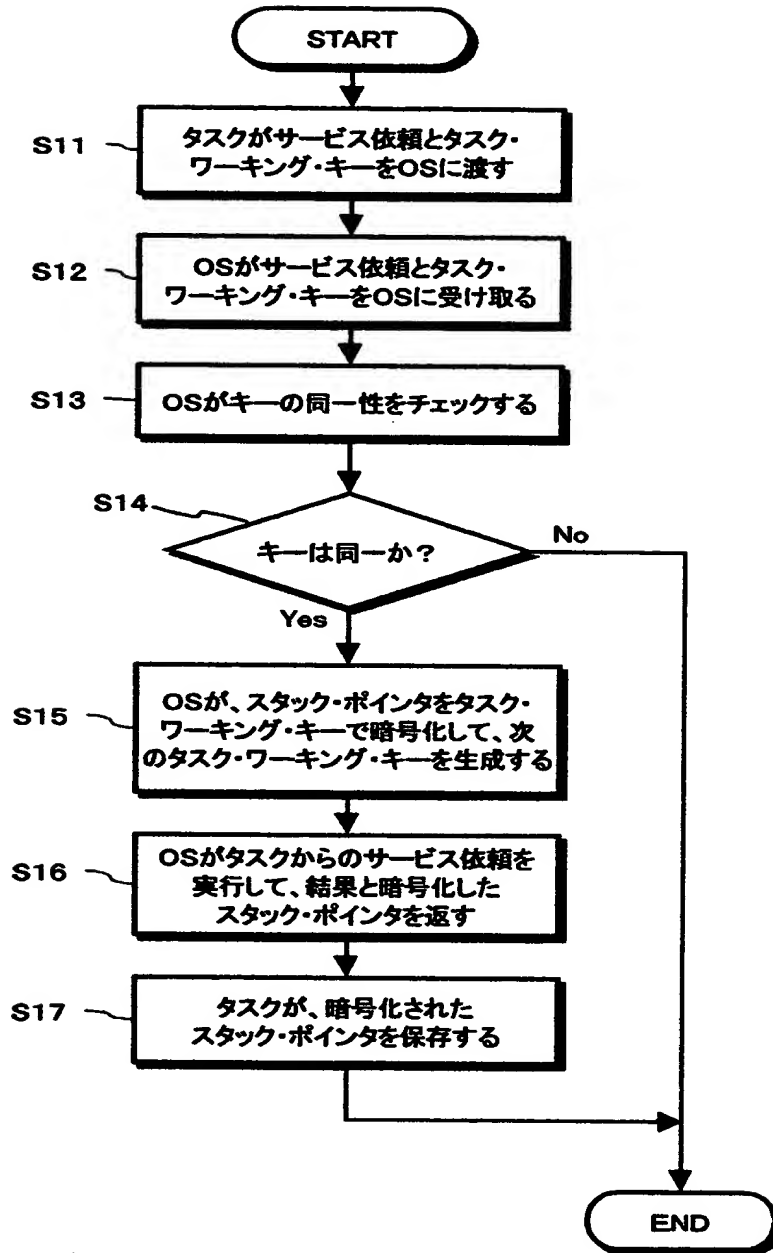 START
S11
タスクがサービス依頼とタスク・
ワーキング・キーをOSに渡す
S12
OSがサービス依頼とタスク・
ワーキング・キーをOSに受け取る
S13
OSがキーの同一性をチェックする
S14
キーは同一か？
No
Yes
S15
OSが、スタック・ポインタをタスク・
ワーキング・キーで暗号化して、次
のタスク・ワーキング・キーを生成する
S16
OSがタスクからのサービス依頼を
実行して、結果と暗号化した
スタック・ポインタを返す
S17
タスクが、暗号化された
スタック・ポインタを保存する
END